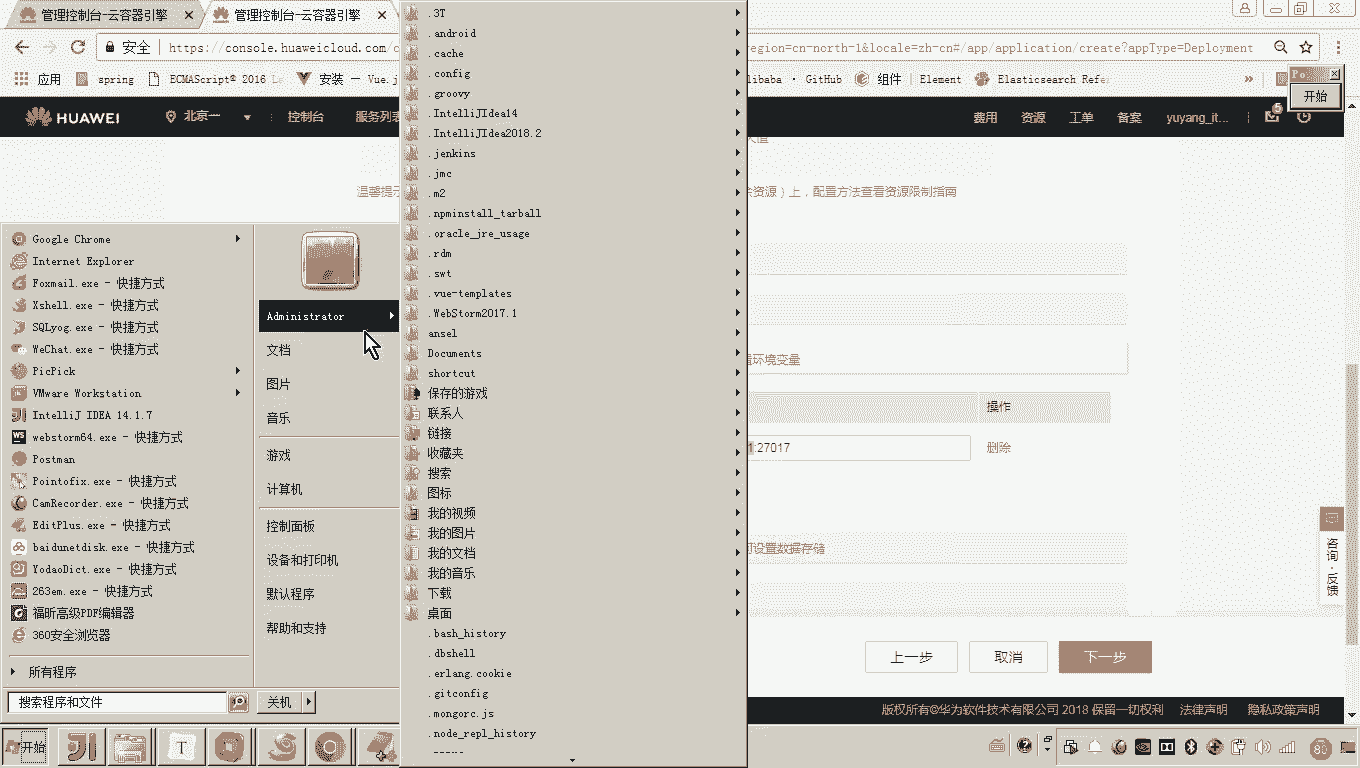 管理控制台-云容器引擎
管理控制台-云容器引擎
安全
https://console.huaweicloud.com/
region=cn-north-1&locale=zh-cn#/app/application/create?appType=Deployment
应用
spring
ECMAScript® 2016 L
安装 — Vue.j
libaba · GitHub
组件
Element
Elasticsearch Refe
»
开始
HUAWEI
北京一
控制台
服务列表
费用
资源
工单
备案
yuyang_it...
5
大值
温馨提示
资源）上，配置方法查看资源限制指南
环境变量
操作
1:27017
删除
可设置数据存储
咨询·反馈
上一步
取消
下一步
版权所有@华为软件技术有限公司 2018 保留一切权利
法律声明
隐私政策声明
Google Chrome
Internet Explorer
Foxmail.exe - 快捷方式
Xshell.exe - 快捷方式
SQLyog.exe - 快捷方式
WeChat.exe - 快捷方式
PicPick
VMware Workstation
IntelliJ IDEA 14.1.7
webstorm64.exe - 快捷方式
Postman
Pointofix.exe - 快捷方式
CamRecorder.exe - 快捷方式
EditPlus.exe - 快捷方式
baidunetdisk.exe - 快捷方式
YodaoDict.exe - 快捷方式
263em.exe - 快捷方式
福昕高级PDF编辑器
360安全浏览器
所有程序
搜索程序和文件
Administrator
文档
图片
音乐
游戏
计算机
控制面板
设备和打印机
默认程序
帮助和支持
关机
.3T
.android
.cache
.config
.groovy
.IntelliJIdea14
.IntelliJIdea2018.2
.jenkins
.jmc
.m2
.npminstall_tarball
.oracle_jre_usage
.rdm
.swt
.vue-templates
.WebStorm2017.1
ansel
Documents
shortcut
保存的游戏
联系人
链接
收藏夹
搜索
图标
我的视频
我的图片
我的文档
我的音乐
下载
桌面
.bash_history
.dbshell
.erlang.cookie
.gitconfig
.mongorc.js
.node_repl_history
开始
T
80